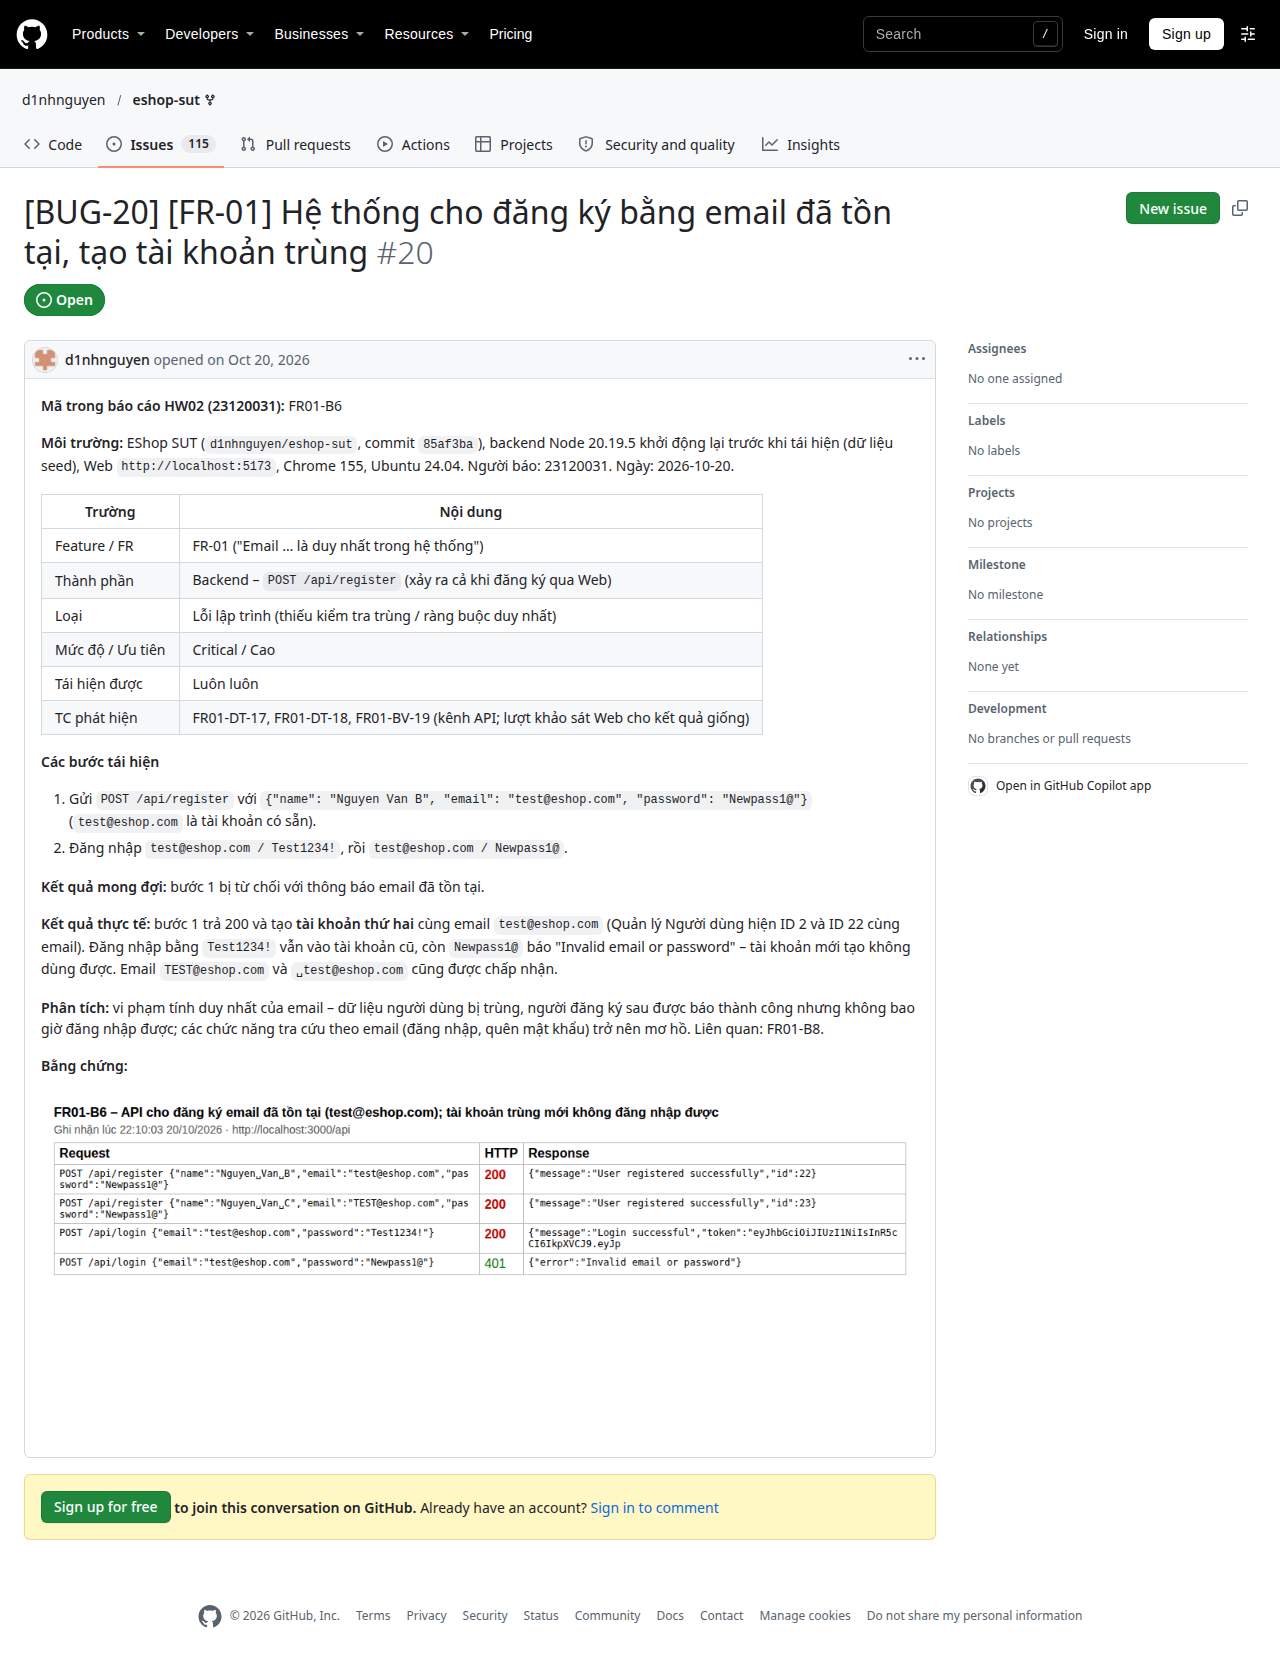 Products Developers Businesses Resources Pricing Search / Sign in Sign up
d1nhnguyen / eshop-sut
Code Issues 115 Pull requests Actions Projects Security and quality Insights
[BUG-20] [FR-01] Hệ thống cho đăng ký bằng email đã tồn
tại, tạo tài khoản trùng #20
New issue
Open
d1nhnguyen opened on Oct 20, 2026
Mã trong báo cáo HW02 (23120031): FR01-B6
Môi trường: EShop SUT ( d1nhnguyen/eshop-sut , commit 85af3ba ), backend Node 20.19.5 khởi động lại trước khi tái hiện (dữ liệu
seed), Web http://localhost:5173 , Chrome 155, Ubuntu 24.04. Người báo: 23120031. Ngày: 2026-10-20.
Trường Nội dung
Feature / FR FR-01 ("Email ... là duy nhất trong hệ thống")
Thành phần Backend – POST /api/register (xảy ra cả khi đăng ký qua Web)
Loại Lỗi lập trình (thiếu kiểm tra trùng / ràng buộc duy nhất)
Mức độ / Ưu tiên Critical / Cao
Tái hiện được Luôn luôn
TC phát hiện FR01-DT-17, FR01-DT-18, FR01-BV-19 (kênh API; lượt khảo sát Web cho kết quả giống)
Các bước tái hiện
1. Gửi POST /api/register với {"name": "Nguyen Van B", "email": "test@eshop.com", "password": "Newpass1@"}
( test@eshop.com là tài khoản có sẵn).
2. Đăng nhập test@eshop.com / Test1234! , rồi test@eshop.com / Newpass1@ .
Kết quả mong đợi: bước 1 bị từ chối với thông báo email đã tồn tại.
Kết quả thực tế: bước 1 trả 200 và tạo tài khoản thứ hai cùng email test@eshop.com (Quản lý Người dùng hiện ID 2 và ID 22 cùng
email). Đăng nhập bằng Test1234! vẫn vào tài khoản cũ, còn Newpass1@ báo "Invalid email or password" – tài khoản mới tạo không
dùng được. Email TEST@eshop.com và ␣test@eshop.com cũng được chấp nhận.
Phân tích: vi phạm tính duy nhất của email – dữ liệu người dùng bị trùng, người đăng ký sau được báo thành công nhưng không bao
giờ đăng nhập được; các chức năng tra cứu theo email (đăng nhập, quên mật khẩu) trở nên mơ hồ. Liên quan: FR01-B8.
Bằng chứng:
FR01-B6 – API cho đăng ký email đã tồn tại (test@eshop.com); tài khoản trùng mới không đăng nhập được
Ghi nhận lúc 22:10:03 20/10/2026 · http://localhost:3000/api
Request HTTP Response
POST /api/register {"name":"Nguyen␣Van␣B","email":"test@eshop.com","pas
sword":"Newpass1@"} 200 {"message":"User registered successfully","id":22}
POST /api/register {"name":"Nguyen␣Van␣C","email":"TEST@eshop.com","pas
sword":"Newpass1@"} 200 {"message":"User registered successfully","id":23}
POST /api/login {"email":"test@eshop.com","password":"Test1234!"} 200 {"message":"Login successful","token":"eyJhbGciOiJIUzI1NiIsInR5c
CI6IkpXVCJ9.eyJp
POST /api/login {"email":"test@eshop.com","password":"Newpass1@"} 401 {"error":"Invalid email or password"}
Assignees
No one assigned
Labels
No labels
Projects
No projects
Milestone
No milestone
Relationships
None yet
Development
No branches or pull requests
Open in GitHub Copilot app
Sign up for free to join this conversation on GitHub. Already have an account? Sign in to comment
© 2026 GitHub, Inc. Terms Privacy Security Status Community Docs Contact Manage cookies Do not share my personal information